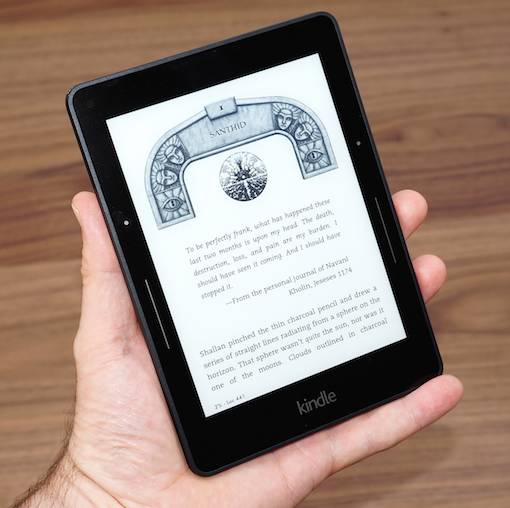 1
SANTHID
To be perfectly frank, what has happened these
last two months is upon my head. The death,
destruction, loss, and pain are my burden. I
should have seen it coming. And I should have
stopped it.
—From the personal journal of Navani
Kholin, Jeseses 1174
Shallan pinched the thin charcoal pencil and drew a
series of straight lines radiating from a sphere on the
horizon. That sphere wasn't quite the sun, nor was it
one of the moons. Clouds outlined in charcoal
3% · Loc 447
kindle